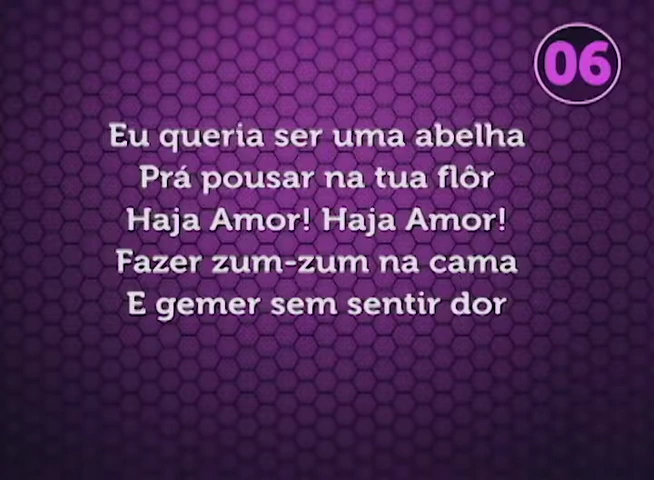 06
Eu queria ser uma abelha
Prá pousar na tua flôr
Haja Amor! Haja Amor!
Fazer zum-zum na cama
E gemer sem sentir dor